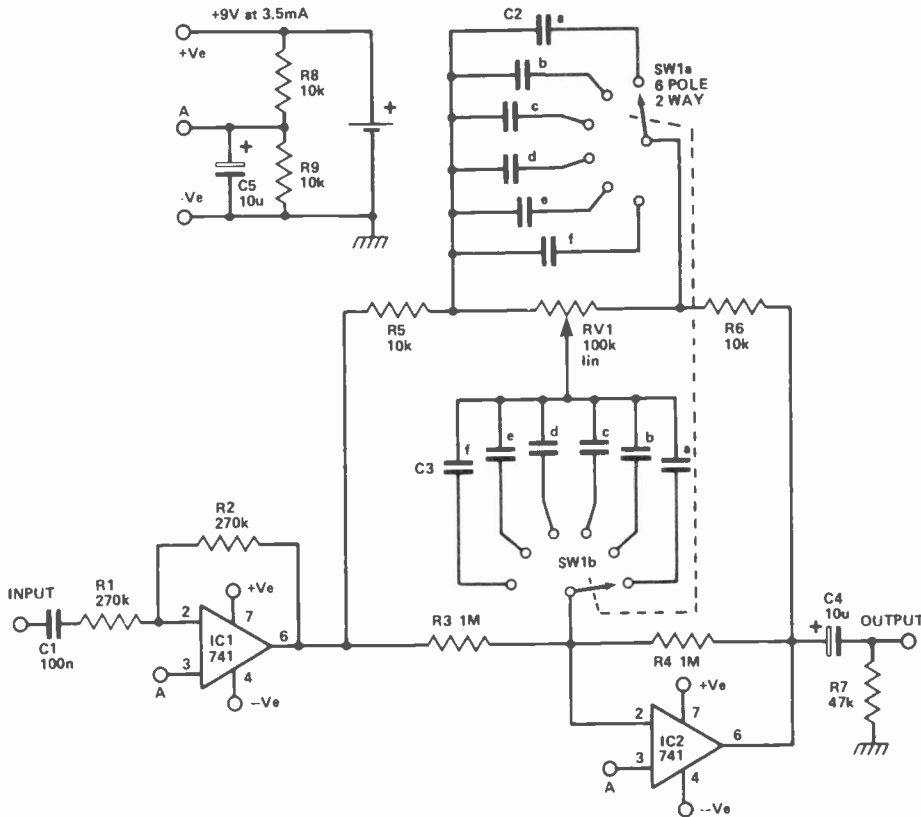 +9V at 3.5mA
+Ve
R8
10k
A
+
+
C5
10u
R9
10k
-Ve
C2
a
b
c
d
e
f
SW1a
6 POLE
2 WAY
R5
10k
RV1
100k
lin
R6
10k
C3
f
e
d
c
b
a
SW1b
R2
270k
INPUT
R1
270k
C1
100n
2
+Ve
7
IC1
741
6
3
A
4
–Ve
R3 1M
R4 1M
+
C4
10u
OUTPUT
R7
47k
2
+Ve
7
IC2
741
6
3
A
4
–Ve